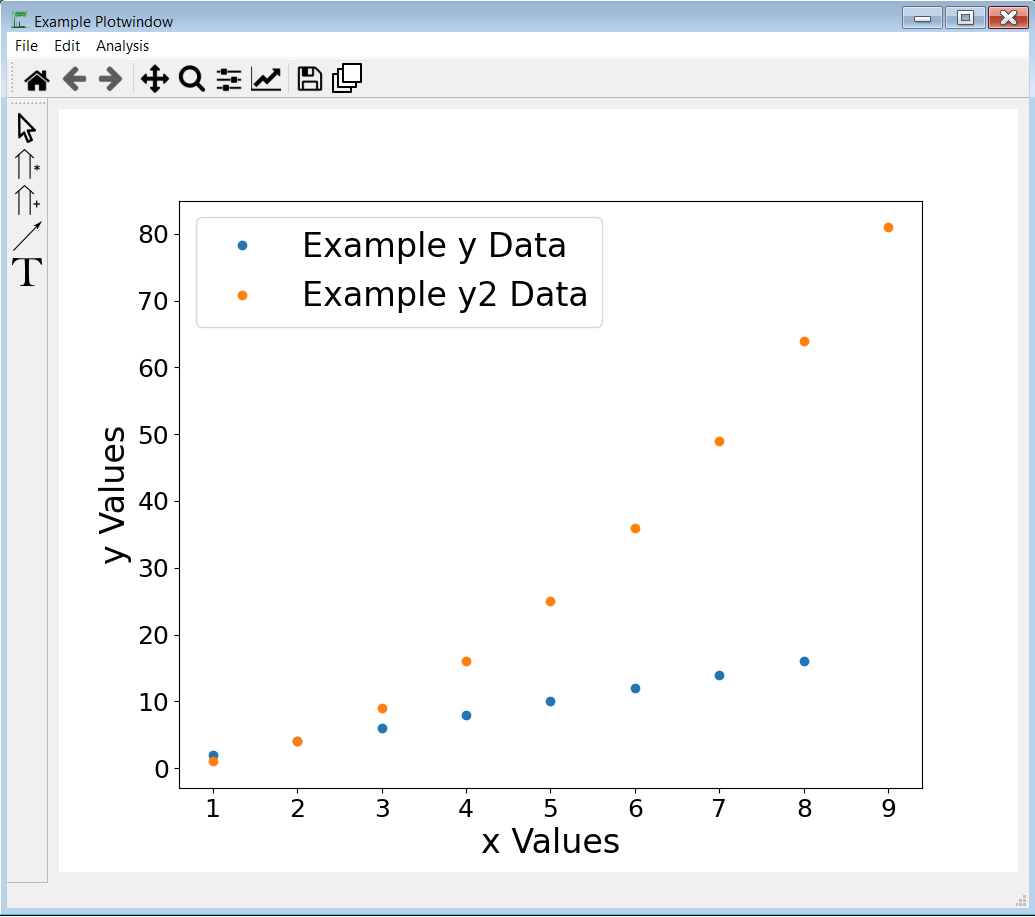 Example Plotwindow
File Edit Analysis
*
+
T
Example y Data
Example y2 Data
80
70
60
50
40
30
20
10
0
y Values
1 2 3 4 5 6 7 8 9
x Values